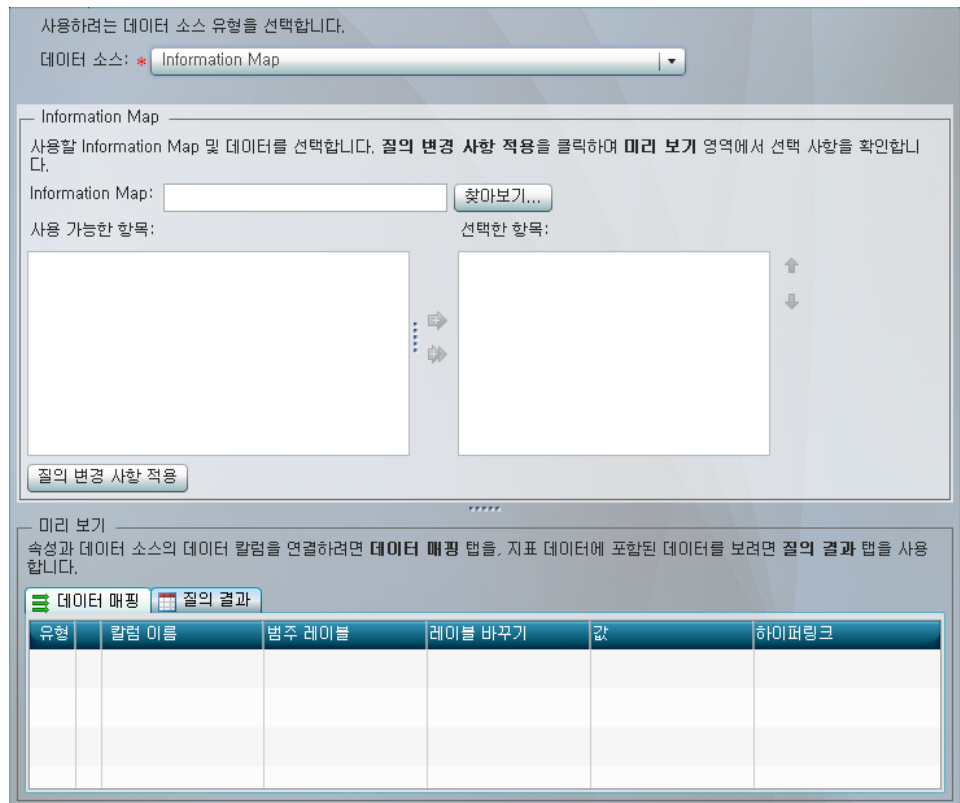 사용하려는 데이터 소스 유형을 선택합니다.
데이터 소스: * Information Map
Information Map
사용할 Information Map 및 데이터를 선택합니다. 질의 변경 사항 적용을 클릭하여 미리 보기 영역에서 선택 사항을 확인합니
다.
Information Map: 찾아보기...
사용 가능한 항목: 선택한 항목:
질의 변경 사항 적용
미리 보기
속성과 데이터 소스의 데이터 칼럼을 연결하려면 데이터 매핑 탭을, 지표 데이터에 포함된 데이터를 보려면 질의 결과 탭을 사용
합니다.
데이터 매핑 질의 결과
유형 칼럼 이름 범주 레이블 레이블 바꾸기 값 하이퍼링크